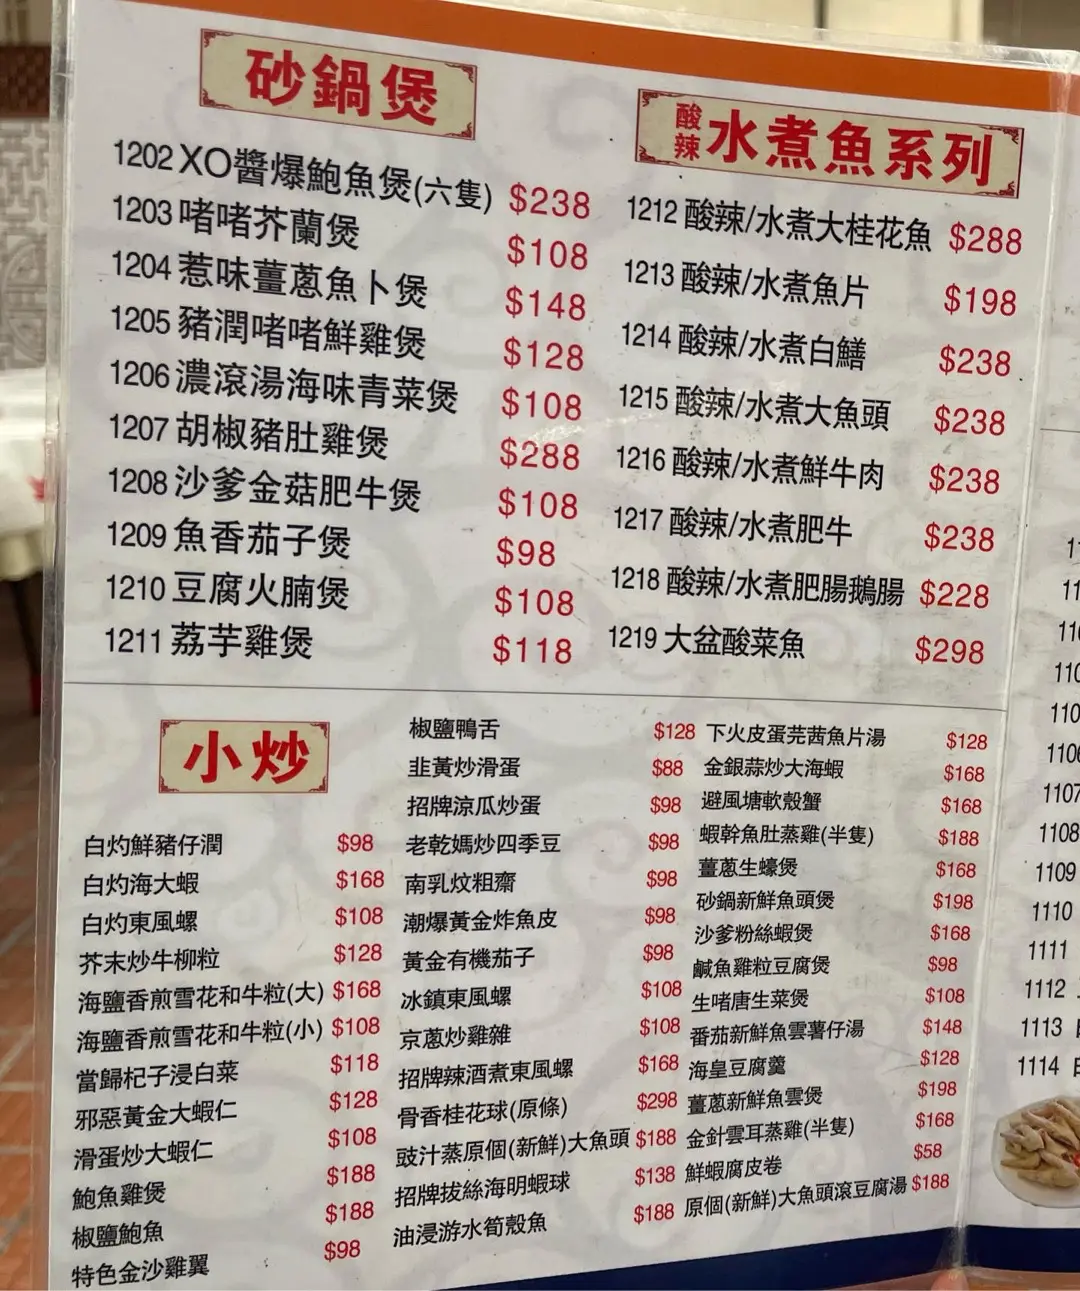 砂鍋煲
1202 XO醬爆鮑魚煲(六隻) $238
1203 啫啫芥蘭煲 $108
1204 惹味薑蔥魚卜煲 $148
1205 豬潤啫啫鮮雞煲 $128
1206 濃滾湯海味青菜煲 $108
1207 胡椒豬肚雞煲 $288
1208 沙爹金菇肥牛煲 $108
1209 魚香茄子煲 $98
1210 豆腐火腩煲 $108
1211 荔芋雞煲 $118
酸辣水煮魚系列
1212 酸辣/水煮大桂花魚 $288
1213 酸辣/水煮魚片 $198
1214 酸辣/水煮白鱔 $238
1215 酸辣/水煮大魚頭 $238
1216 酸辣/水煮鮮牛肉 $238
1217 酸辣/水煮肥牛 $238
1218 酸辣/水煮肥腸鵝腸 $228
1219 大盆酸菜魚 $298
小炒
白灼鮮豬仔潤 $98
白灼海大蝦 $168
白灼東風螺 $108
芥末炒牛柳粒 $128
海鹽香煎雪花和牛粒(大) $168
海鹽香煎雪花和牛粒(小) $108
當歸杞子浸白菜 $118
邪惡黃金大蝦仁 $128
滑蛋炒大蝦仁 $108
鮑魚雞煲 $188
椒鹽鮑魚 $188
特色金沙雞翼 $98
椒鹽鴨舌 $128
韭黃炒滑蛋 $88
招牌涼瓜炒蛋 $98
老乾媽炒四季豆 $98
南乳炆粗齋 $98
潮爆黃金炸魚皮 $98
黃金有機茄子 $98
冰鎮東風螺 $108
京蔥炒雞雜 $108
招牌辣酒煮東風螺 $168
骨香桂花球(原條) $298
豉汁蒸原個(新鮮)大魚頭 $188
招牌拔絲海明蝦球 $138
油浸游水筍殼魚 $188
下火皮蛋芫茜魚片湯 $128
金銀蒜炒大海蝦 $168
避風塘軟殼蟹 $168
蝦幹魚肚蒸雞(半隻) $188
薑蔥生蠔煲 $168
砂鍋新鮮魚頭煲 $198
沙爹粉絲蝦煲 $168
鹹魚雞粒豆腐煲 $98
生啫唐生菜煲 $108
番茄新鮮魚雲薯仔湯 $148
海皇豆腐羹 $128
薑蔥新鮮魚雲煲 $198
金針雲耳蒸雞(半隻) $168
鮮蝦腐皮卷 $58
原個(新鮮)大魚頭滾豆腐湯 $188
1106
1107
1108
1109
1110
1111
1112
1113
1114